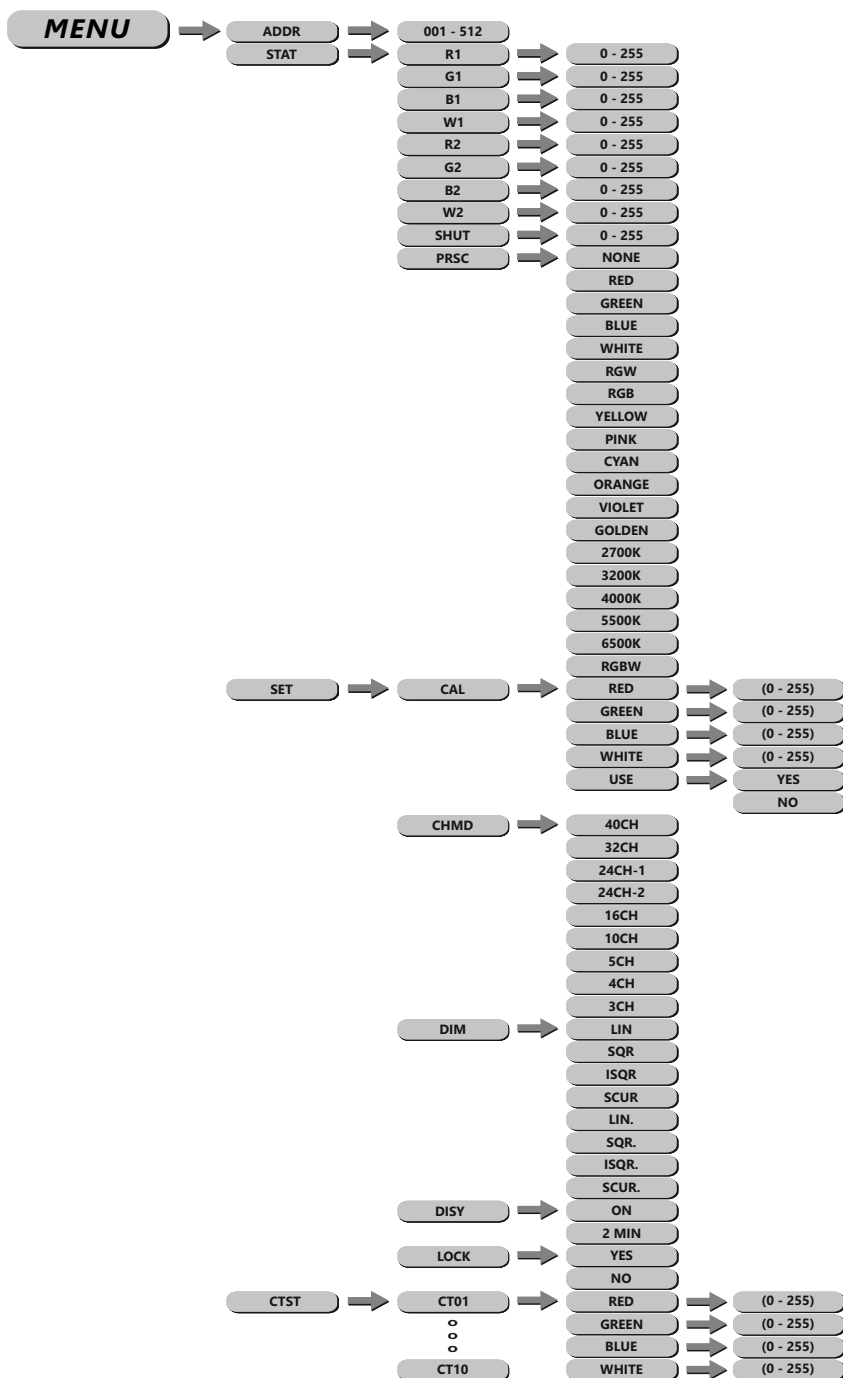 MENU ADDR 001 - 512
STAT R1 0 - 255
G1 0 - 255
B1 0 - 255
W1 0 - 255
R2 0 - 255
G2 0 - 255
B2 0 - 255
W2 0 - 255
SHUT 0 - 255
PRSC NONE
RED
GREEN
BLUE
WHITE
RGW
RGB
YELLOW
PINK
CYAN
ORANGE
VIOLET
GOLDEN
2700K
3200K
4000K
5500K
6500K
RGBW
SET CAL RED (0 - 255)
GREEN (0 - 255)
BLUE (0 - 255)
WHITE (0 - 255)
USE YES
NO
CHMD 40CH
32CH
24CH-1
24CH-2
16CH
10CH
5CH
4CH
3CH
DIM LIN
SQR
ISQR
SCUR
LIN.
SQR.
ISQR.
SCUR.
DISY ON
2 MIN
LOCK YES
NO
CTST CT01 RED (0 - 255)
GREEN (0 - 255)
BLUE (0 - 255)
CT10 WHITE (0 - 255)